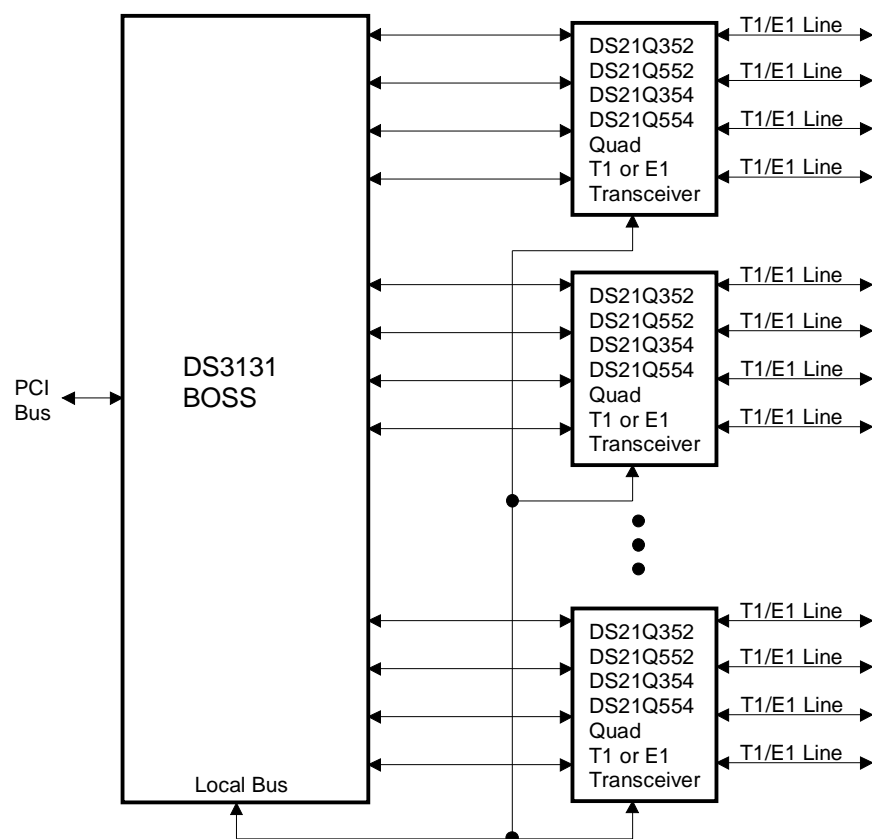 DS3131
BOSS
PCI
Bus
Local Bus
DS21Q352
DS21Q552
DS21Q354
DS21Q554
Quad
T1 or E1
Transceiver
T1/E1 Line
T1/E1 Line
T1/E1 Line
T1/E1 Line
DS21Q352
DS21Q552
DS21Q354
DS21Q554
Quad
T1 or E1
Transceiver
T1/E1 Line
T1/E1 Line
T1/E1 Line
T1/E1 Line
DS21Q352
DS21Q552
DS21Q354
DS21Q554
Quad
T1 or E1
Transceiver
T1/E1 Line
T1/E1 Line
T1/E1 Line
T1/E1 Line